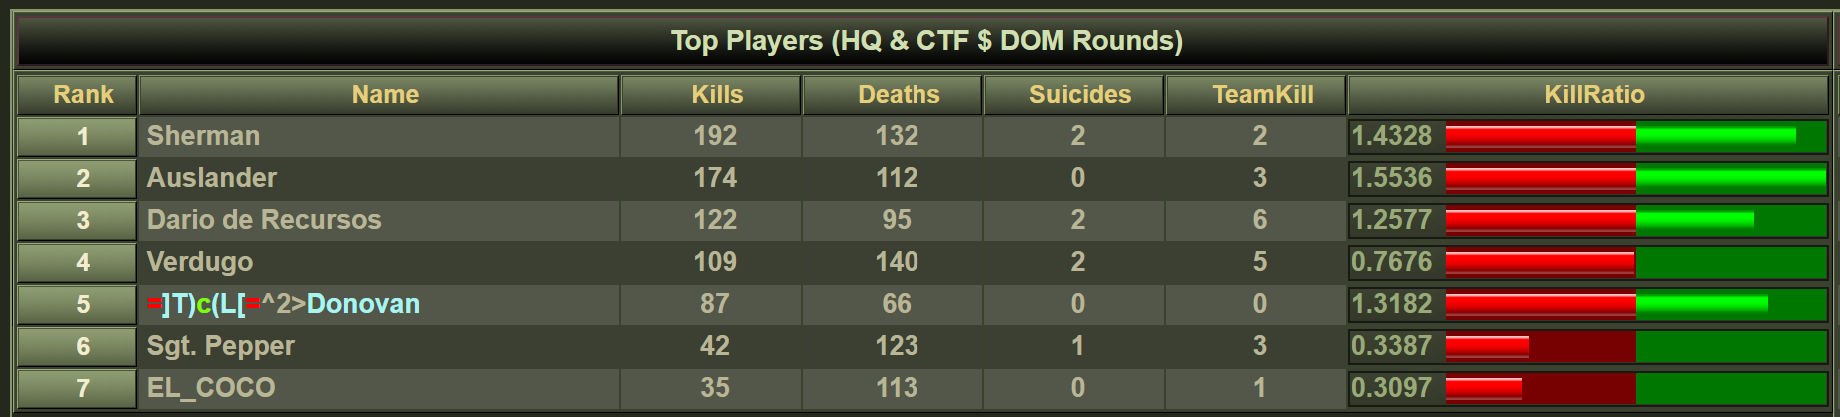 Top Players (HQ & CTF $ DOM Rounds)
Rank Name Kills Deaths Suicides TeamKill KillRatio
1 Sherman 192 132 2 2 1.4328
2 Auslander 174 112 0 3 1.5536
3 Dario de Recursos 122 95 2 6 1.2577
4 Verdugo 109 140 2 5 0.7676
5 =]T)c(L[=^2>Donovan 87 66 0 0 1.3182
6 Sgt. Pepper 42 123 1 3 0.3387
7 EL_COCO 35 113 0 1 0.3097